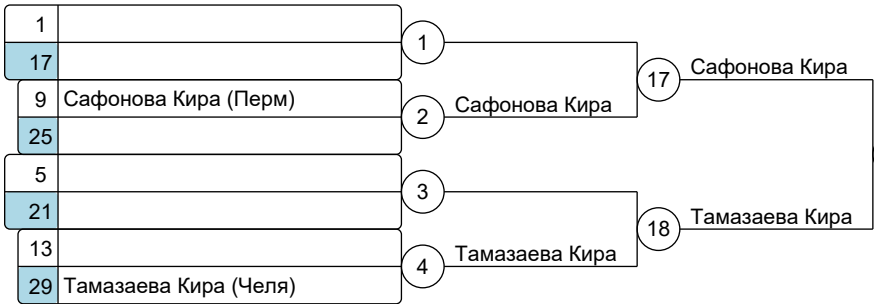 1
1
17
17 Сафонова Кира
9 Сафонова Кира (Перм)
2 Сафонова Кира
25
5
3
21
18 Тамазаева Кира
13
4 Тамазаева Кира
29 Тамазаева Кира (Челя)